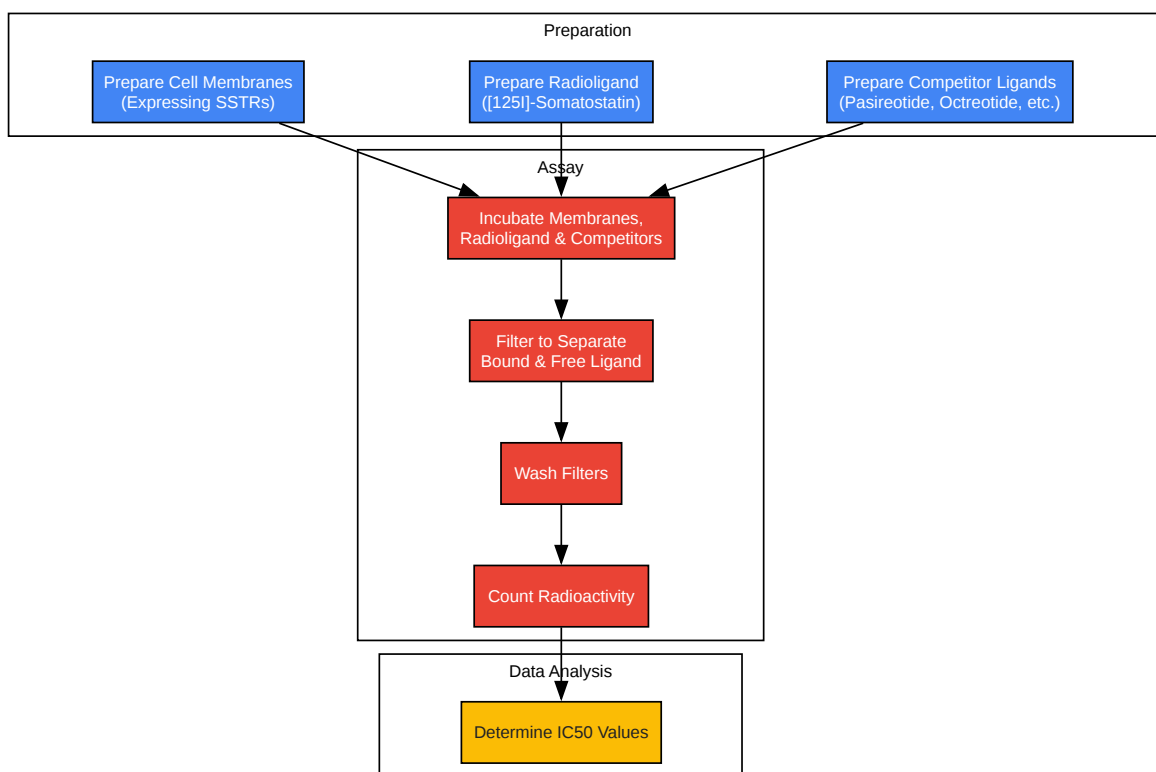 Preparation
Prepare Cell Membranes
(Expressing SSTRs)
Prepare Radioligand
([125I]-Somatostatin)
Prepare Competitor Ligands
(Pasireotide, Octreotide, etc.)
Assay
Incubate Membranes,
Radioligand & Competitors
Filter to Separate
Bound & Free Ligand
Wash Filters
Count Radioactivity
Data Analysis
Determine IC50 Values